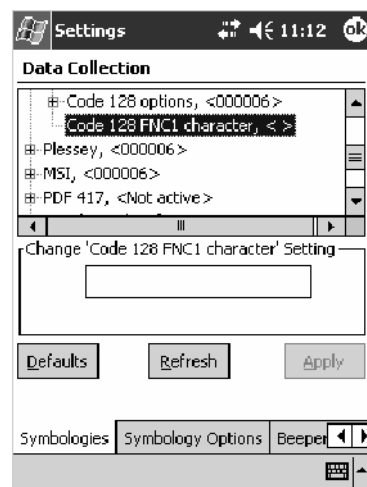 Settings 11:12 ok
Data Collection
Code 128 options, <000006>
Code 128 FNC1 character, < >
Plessey, <000006>
MSI, <000006>
PDF 417, <Not active>
Change 'Code 128 FNC1 character' Setting
Defaults Refresh Apply
Symbologies Symbology Options Beeper